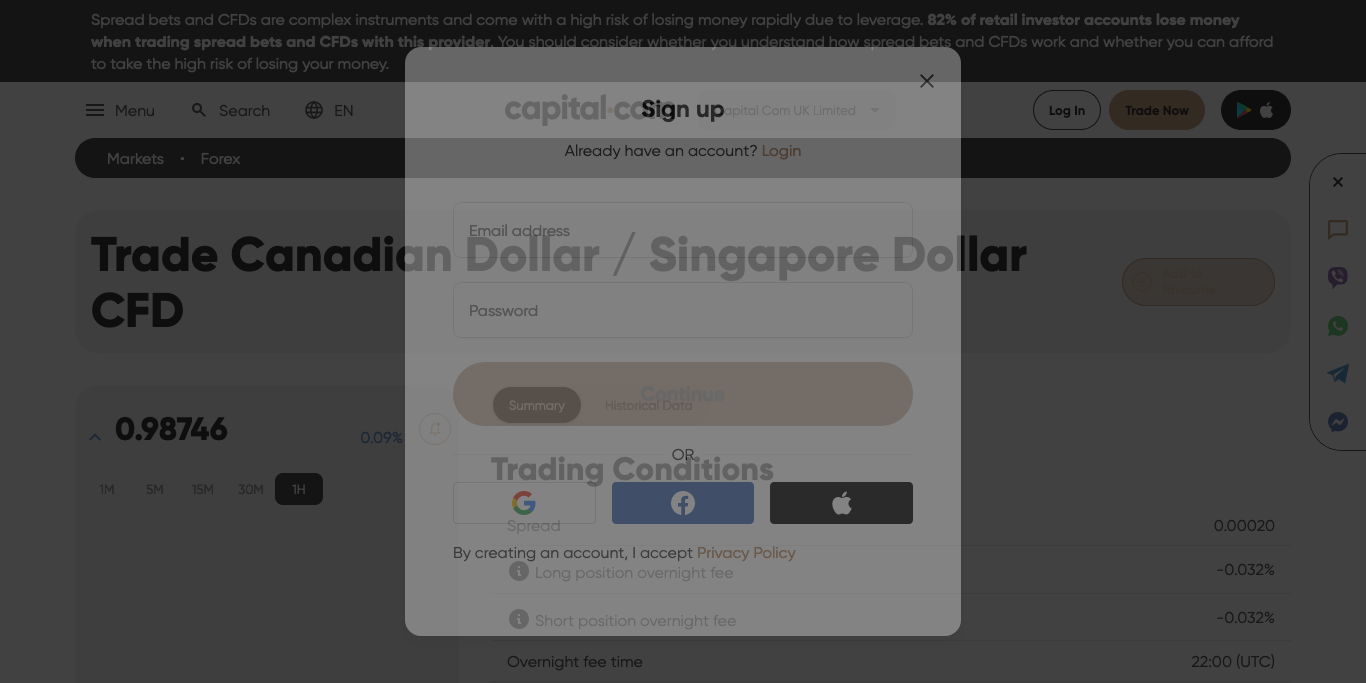 Spread bets and CFDs are complex instruments and come with a high risk of losing money rapidly due to leverage. 82% of retail investor accounts lose money
when trading spread bets and CFDs with this provider. You should consider whether you understand how spread bets and CFDs work and whether you can afford
to take the high risk of losing your money.
Menu
Search
EN
capital.com
Capital Com UK Limited
Log In
Trade Now
Sign up
Already have an account? Login
Markets
Forex
Email address
Trade Canadian Dollar / Singapore Dollar
CFD
Password
Continue
0.98746
0.09%
Summary
Historical Data
1M 5M 15M 30M 1H
OR
Trading Conditions
Spread
0.00020
By creating an account, I accept Privacy Policy
Long position overnight fee
-0.032%
Short position overnight fee
-0.032%
Overnight fee time
22:00 (UTC)